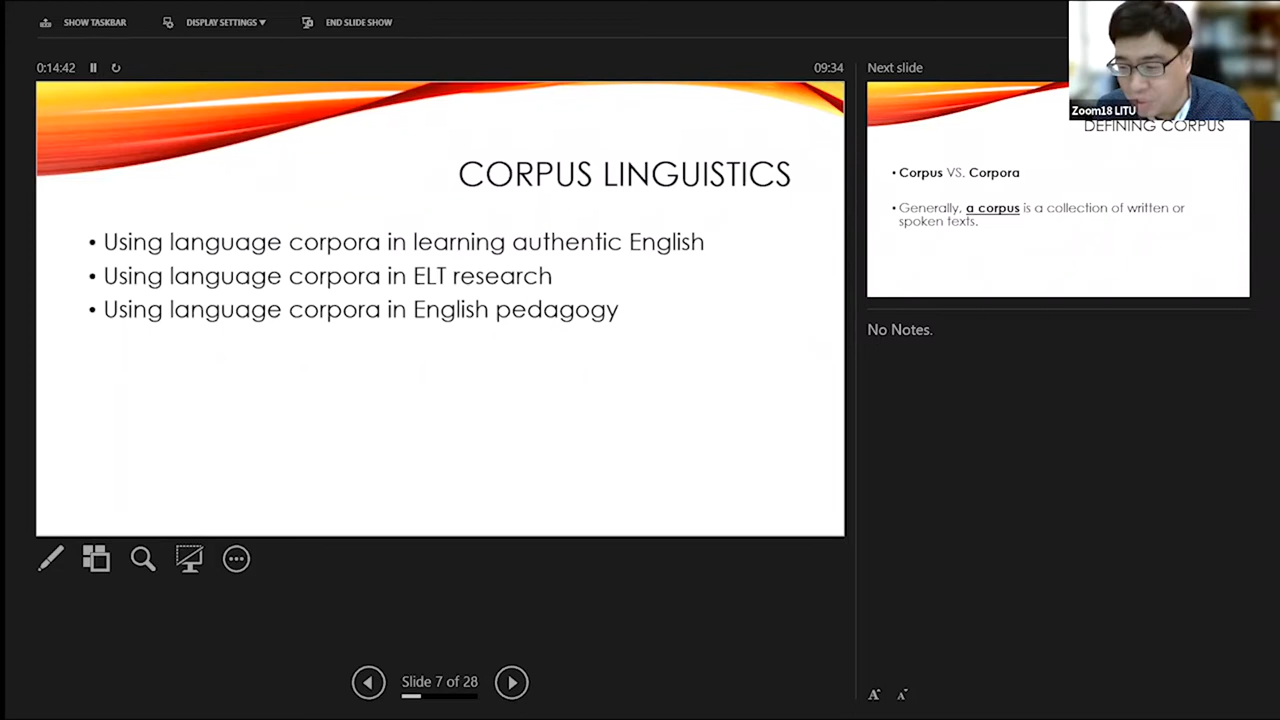 SHOW TASKBAR
DISPLAY SETTINGS ▾
END SLIDE SHOW
0:14:42
09:34
CORPUS LINGUISTICS
• Using language corpora in learning authentic English
• Using language corpora in ELT research
• Using language corpora in English pedagogy
Slide 7 of 28
Next slide
Zoom18 LITU
DEFINING CORPUS
• Corpus VS. Corpora
• Generally, a corpus is a collection of written or
spoken texts.
No Notes.
A A